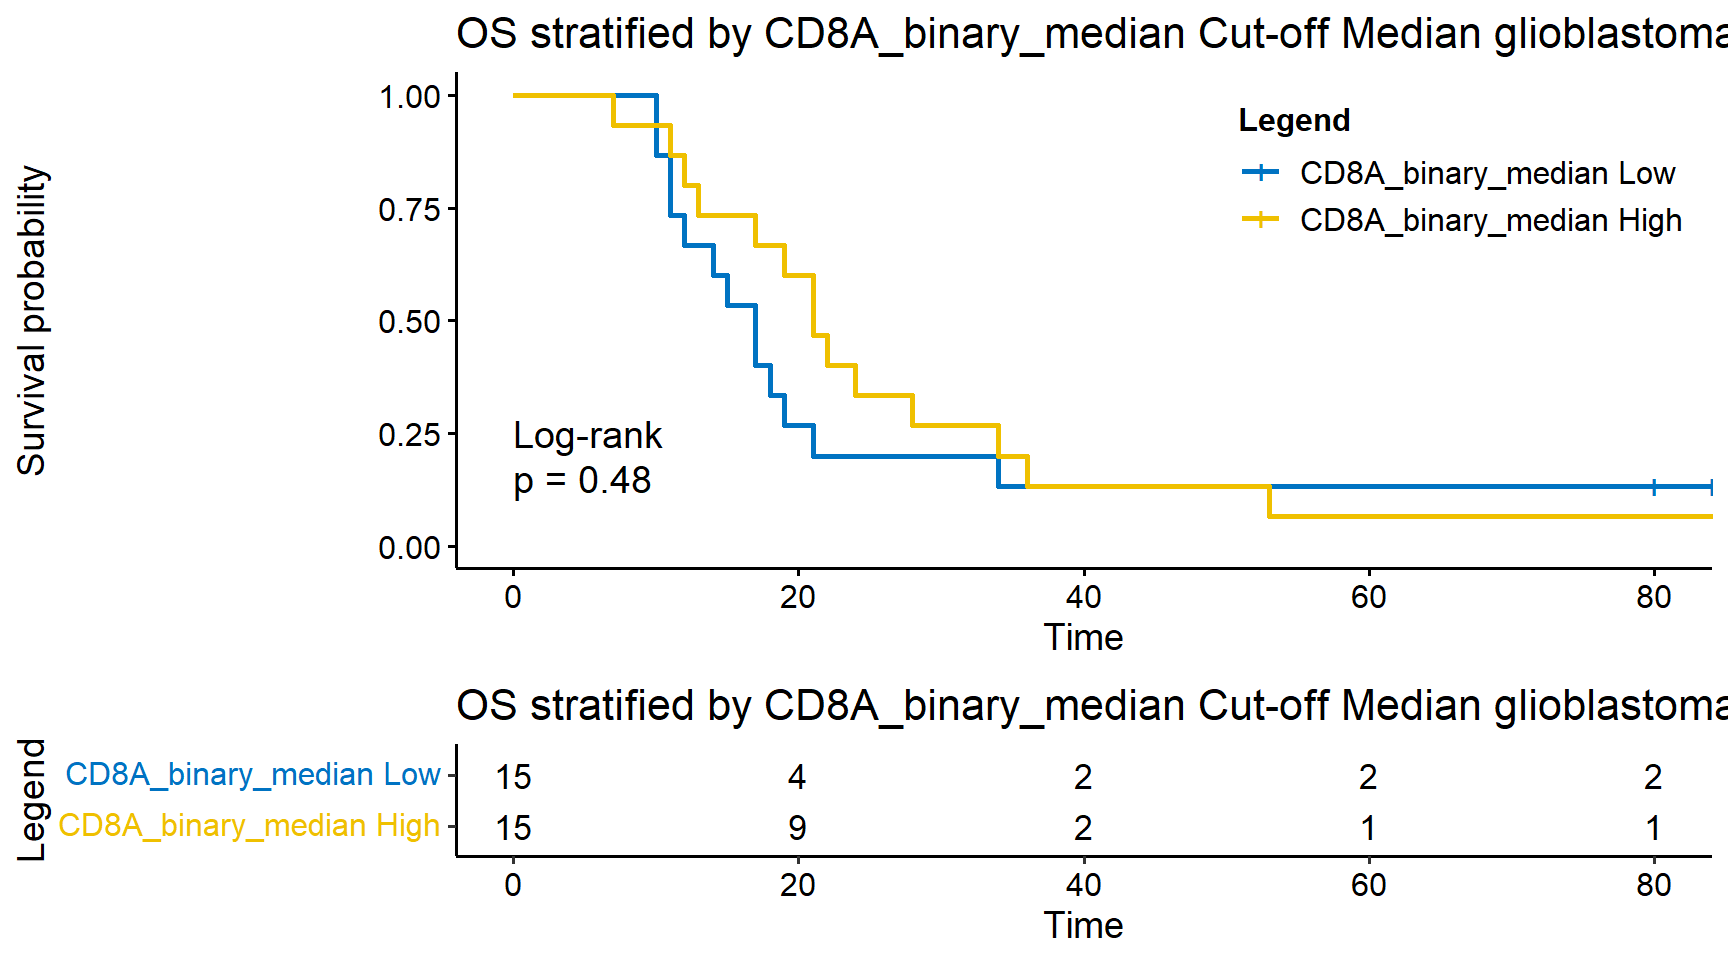 OS stratified by CD8A_binary_median Cut-off Median glioblastoma
Survival probability
1.00
0.75
0.50
0.25
0.00
Legend
CD8A_binary_median Low
CD8A_binary_median High
Log-rank
p = 0.48
0 20 40 60 80
Time
OS stratified by CD8A_binary_median Cut-off Median glioblastoma
Legend
CD8A_binary_median Low 15 4 2 2 2
CD8A_binary_median High 15 9 2 1 1
0 20 40 60 80
Time